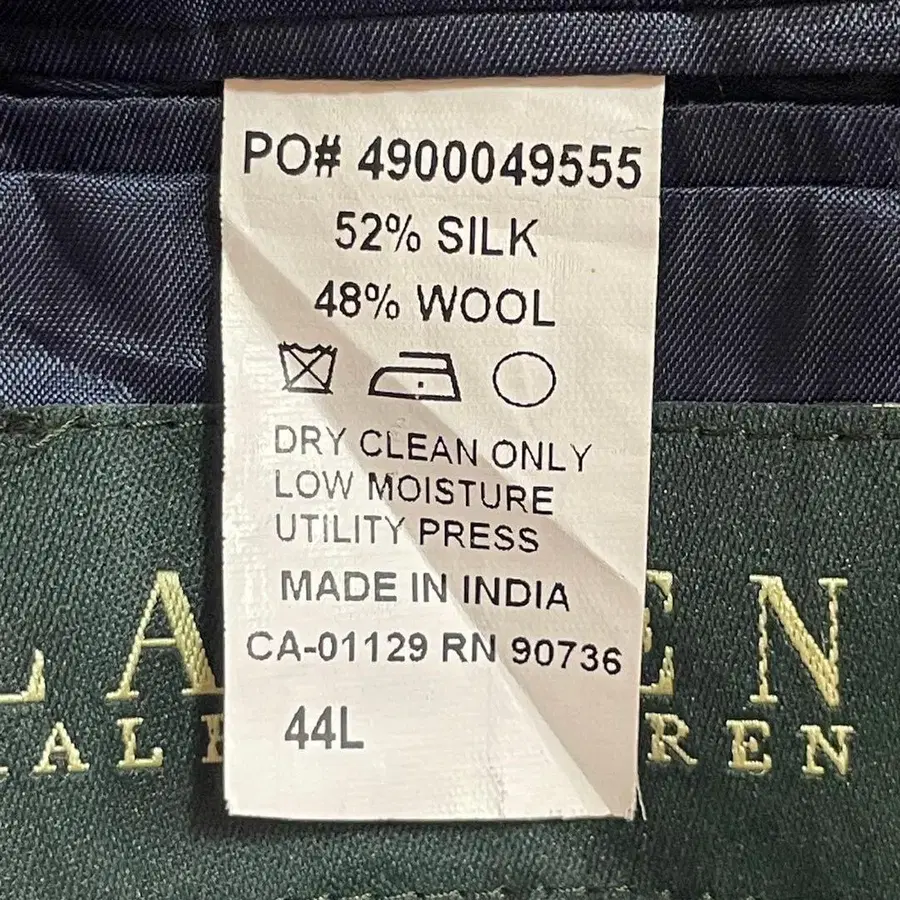 PO# 4900049555
52% SILK
48% WOOL
DRY CLEAN ONLY
LOW MOISTURE
UTILITY PRESS
MADE IN INDIA
CA-01129 RN 90736
44L